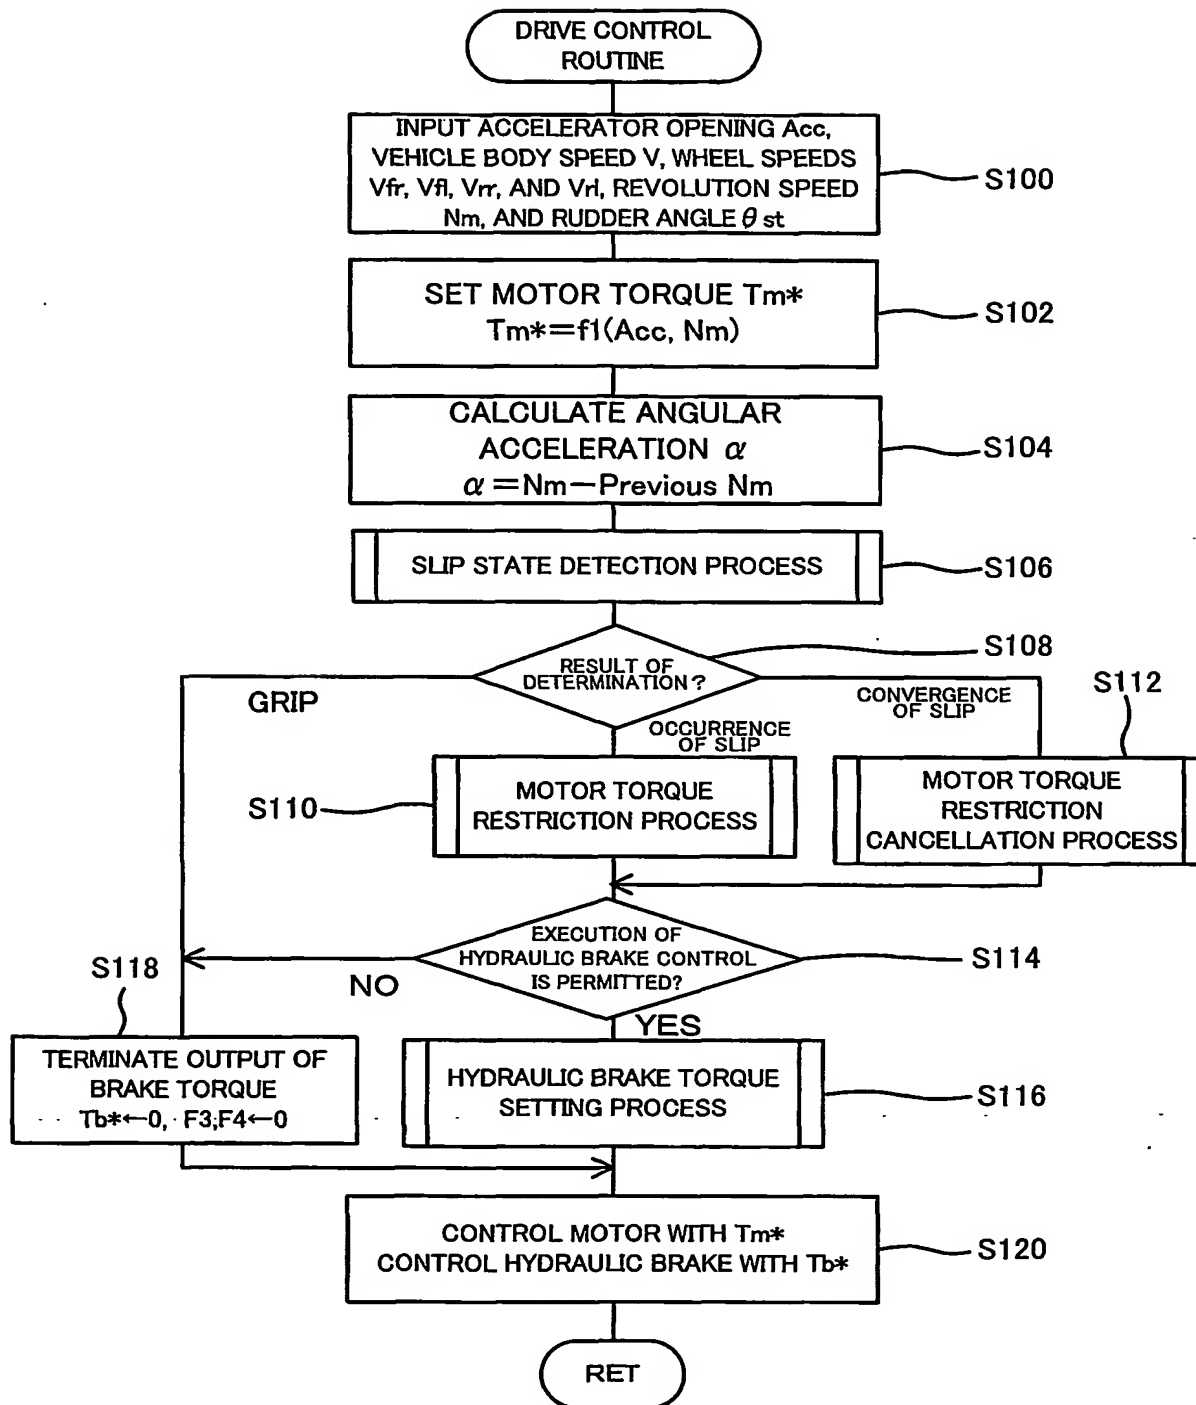 DRIVE CONTROL
ROUTINE
INPUT ACCELERATOR OPENING Acc,
VEHICLE BODY SPEED V, WHEEL SPEEDS
Vfr, Vfl, Vrr, AND Vrl, REVOLUTION SPEED
Nm, AND RUDDER ANGLE θ st
S100
SET MOTOR TORQUE Tm*
Tm*=f1(Acc, Nm)
S102
CALCULATE ANGULAR
ACCELERATION α
α=Nm−Previous Nm
S104
SLIP STATE DETECTION PROCESS
S106
RESULT OF
DETERMINATION?
S108
GRIP
OCCURRENCE
OF SLIP
CONVERGENCE
OF SLIP
S112
S110
MOTOR TORQUE
RESTRICTION PROCESS
MOTOR TORQUE
RESTRICTION
CANCELLATION PROCESS
EXECUTION OF
HYDRAULIC BRAKE CONTROL
IS PERMITTED?
S114
NO
YES
S118
TERMINATE OUTPUT OF
BRAKE TORQUE
Tb*←0, F3,F4←0
HYDRAULIC BRAKE TORQUE
SETTING PROCESS
S116
CONTROL MOTOR WITH Tm*
CONTROL HYDRAULIC BRAKE WITH Tb*
S120
RET